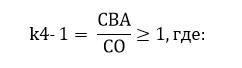 k4- 1 = СВА/СО ≥ 1, где: